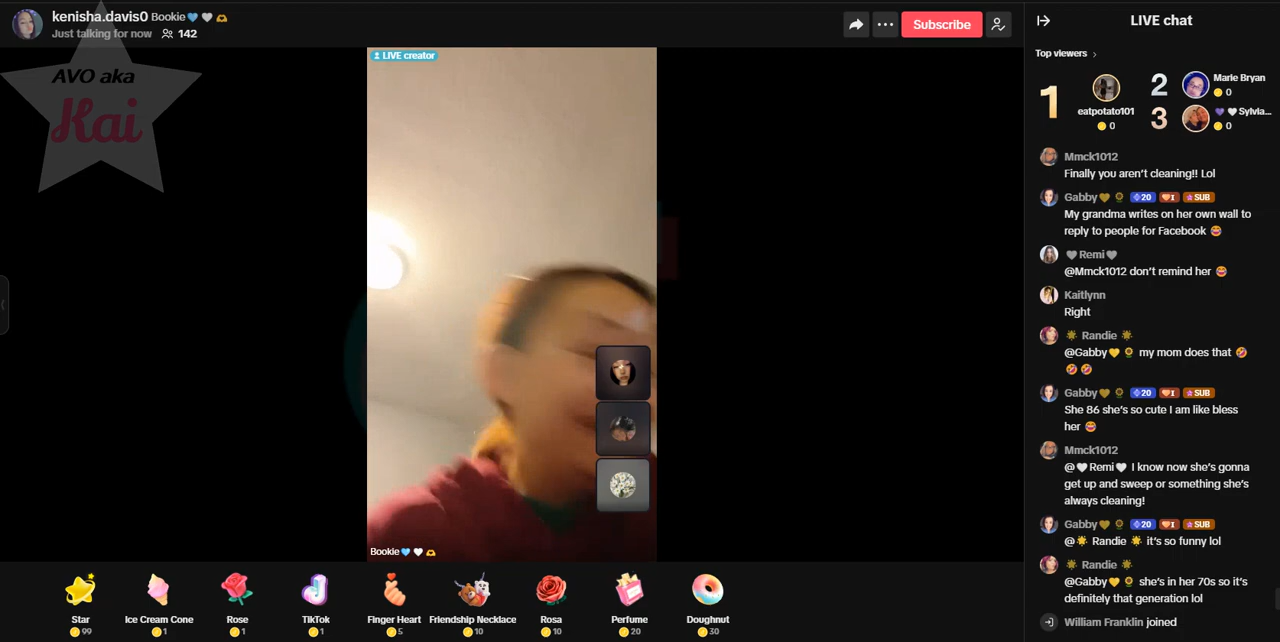 kenisha.davis0 Bookie💙🤍🫶
Just talking for now 142
Subscribe
AVO aka
Kai
LIVE creator
Bookie💙🤍🫶
Star
99
Ice Cream Cone
1
Rose
1
TikTok
1
Finger Heart
5
Friendship Necklace
10
Rosa
10
Perfume
20
Doughnut
30
LIVE chat
Top viewers
1
eatpotato101
0
2
Marie Bryan
0
3
💜🤍Sylvia...
0
Mmck1012
Finally you aren't cleaning!! Lol
Gabby💛🌻 20 I SUB
My grandma writes on her own wall to
reply to people for Facebook 😂
🤍Remi🤍
@Mmck1012 don't remind her 😂
Kaitlynn
Right
🌟 Randie 🌟
@Gabby💛🌻 my mom does that 🤣
🤣🤣
Gabby💛🌻 20 I SUB
She 86 she's so cute I am like bless
her 😂
Mmck1012
@🤍Remi🤍 I know now she's gonna
get up and sweep or something she's
always cleaning!
Gabby💛🌻 20 I SUB
@🌟 Randie 🌟 it's so funny lol
🌟 Randie 🌟
@Gabby💛🌻 she's in her 70s so it's
definitely that generation lol
William Franklin joined